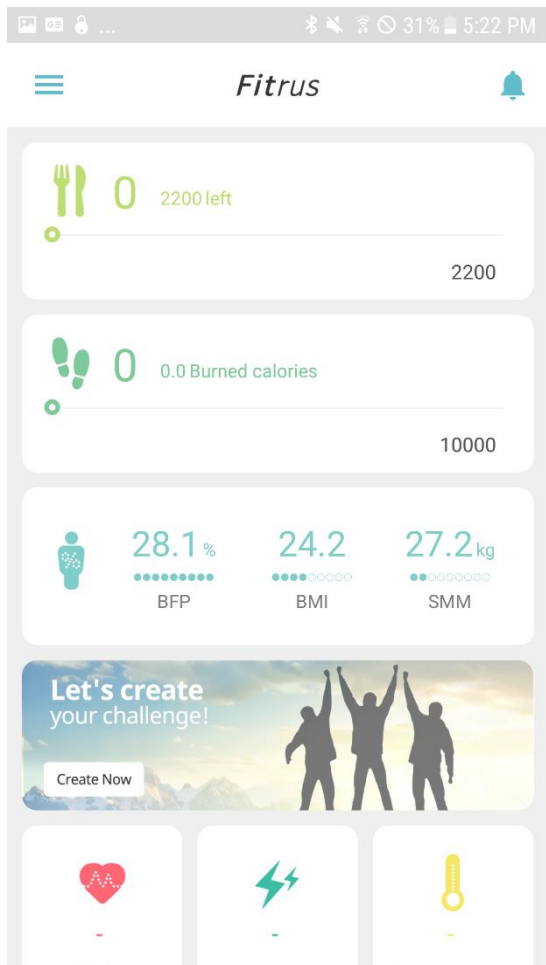 ... 31% 5:22 PM
Fitrus
0 2200 left
2200
0 0.0 Burned calories
10000
28.1 % 24.2 27.2 kg
BFP BMI SMM
Let's create
your challenge!
Create Now
- - -